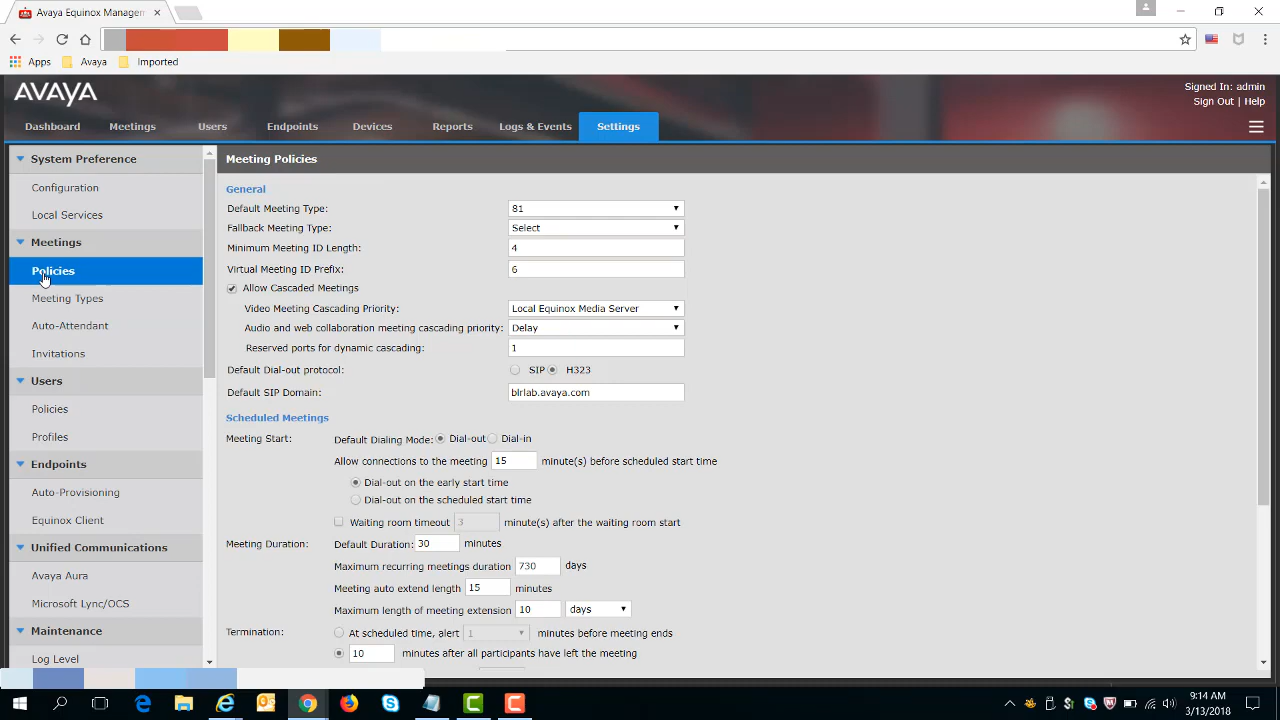 Avaya Equinox Managem
Apps Avaya Imported
AVAYA
Signed In: admin
Sign Out | Help
Dashboard Meetings Users Endpoints Devices Reports Logs & Events Settings
System Preference
Configuration
Local Services
Meetings
Policies
Meeting Types
Auto-Attendant
Invitations
Users
Policies
Profiles
Endpoints
Auto-Provisioning
Equinox Client
Unified Communications
Avaya Aura
Microsoft Lync/OCS
Maintenance
Log Level
Meeting Policies
General
Default Meeting Type: 81
Fallback Meeting Type: Select
Minimum Meeting ID Length: 4
Virtual Meeting ID Prefix: 6
Allow Cascaded Meetings
Video Meeting Cascading Priority: Local Equinox Media Server
Audio and web collaboration meeting cascading priority: Delay
Reserved ports for dynamic cascading: 1
Default Dial-out protocol: SIP H323
Default SIP Domain: blrlab.avaya.com
Scheduled Meetings
Meeting Start: Default Dialing Mode: Dial-out Dial-in
Allow connections to the meeting 15 minute(s) before scheduled start time
Dial-out on the early start time
Dial-out on the scheduled start time
Waiting room timeout 3 minute(s) after the waiting room start
Meeting Duration: Default Duration: 30 minutes
Maximum recurring meetings duration 730 days
Meeting auto extend length 15 minutes
Maximum length of meeting extension 10 days
Termination: At scheduled time, alert 1 minutes before meeting ends
10 minutes after all participants have left the meeting
9:14 AM
3/13/2018